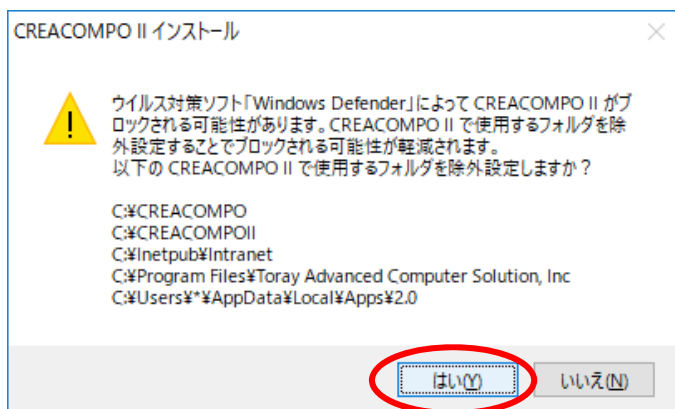 CREACOMPO II インストール
ウイルス対策ソフト「Windows Defender」によって CREACOMPO II がブ
ロックされる可能性があります。CREACOMPO II で使用するフォルダを除
外設定することでブロックされる可能性が軽減されます。
以下の CREACOMPO II で使用するフォルダを除外設定しますか？
C:¥CREACOMPO
C:¥CREACOMPOII
C:¥Inetpub¥Intranet
C:¥Program Files¥Toray Advanced Computer Solution, Inc
C:¥Users¥*¥AppData¥Local¥Apps¥2.0
はい(Y) いいえ(N)